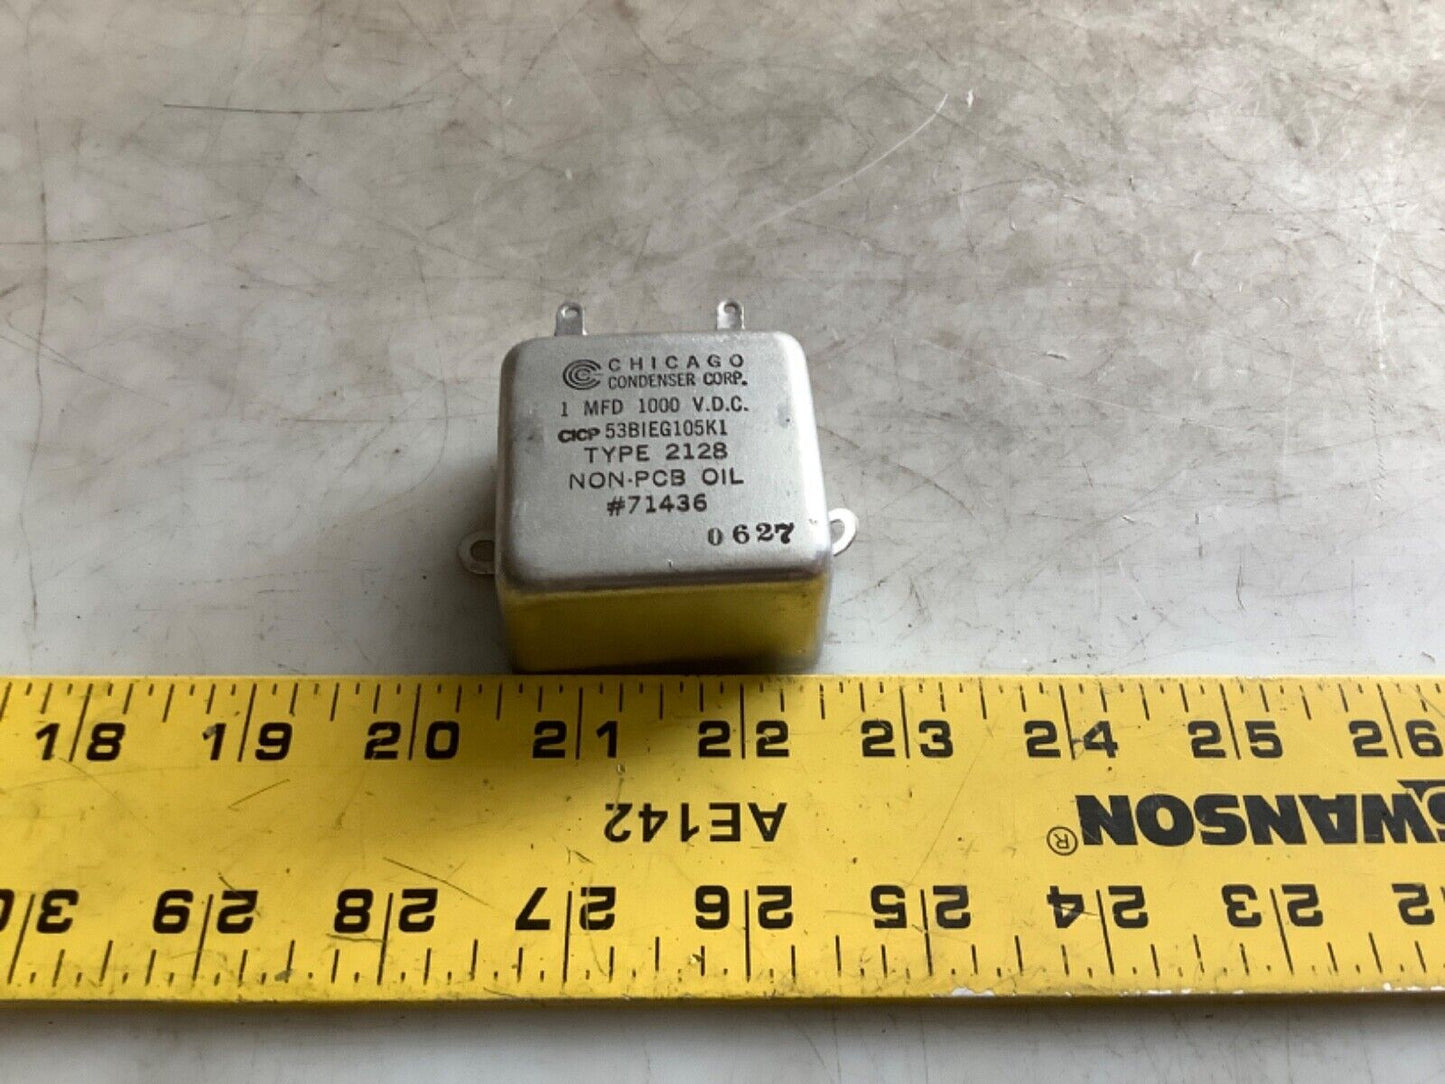 CHICAGO
CONDENSER CORP.
1 MFD 1000 V.D.C.
CICP 53B1EG105K1
TYPE 2128
NON-PCB OIL
#71436
0627
18 19 20 21 22 23 24 25 26
AE142
SWANSON®
30 29 28 27 26 25 24 23 22